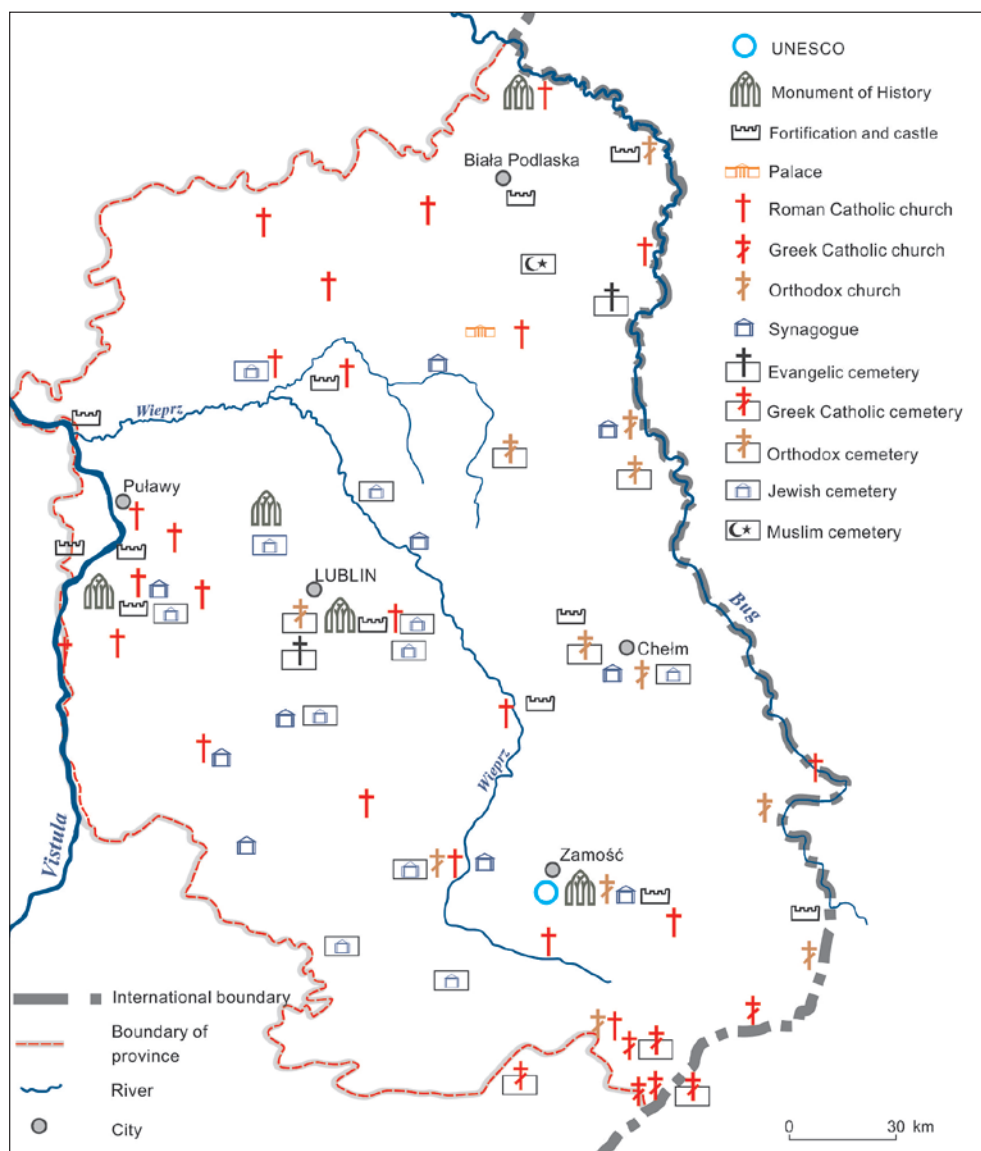 UNESCO
Monument of History
Fortification and castle
Biała Podlaska
Palace
Roman Catholic church
Greek Catholic church
Orthodox church
Synagogue
Evangelic cemetery
Greek Catholic cemetery
Wieprz
Orthodox cemetery
Jewish cemetery
Puławy
Muslim cemetery
LUBLIN
Bug
Chełm
Wieprz
Vistula
Zamość
International boundary
Boundary of
province
River
City
0 30 km